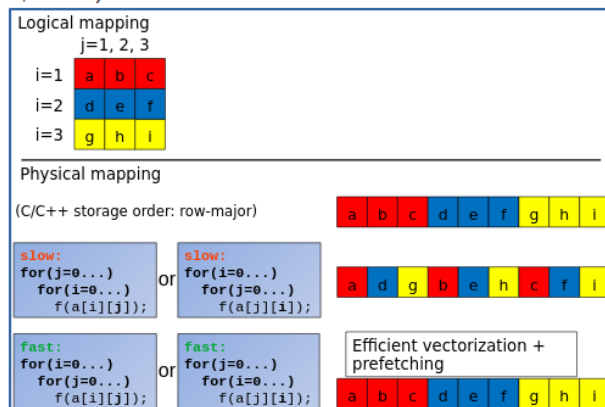 Logical mapping
j=1, 2, 3
i=1 a b c
i=2 d e f
i=3 g h i
Physical mapping
(C/C++ storage order: row-major)
a b c d e f g h i
slow:
for(j=0...)
for(i=0...)
f(a[i][j]);
or
slow:
for(i=0...)
for(j=0...)
f(a[j][i]);
a d g b e h c f i
fast:
for(i=0...)
for(j=0...)
f(a[i][j];
or
fast:
for(j=0...)
for(i=0...)
f(a[j][i];
Efficient vectorization +
prefetching
a b c d e f g h i